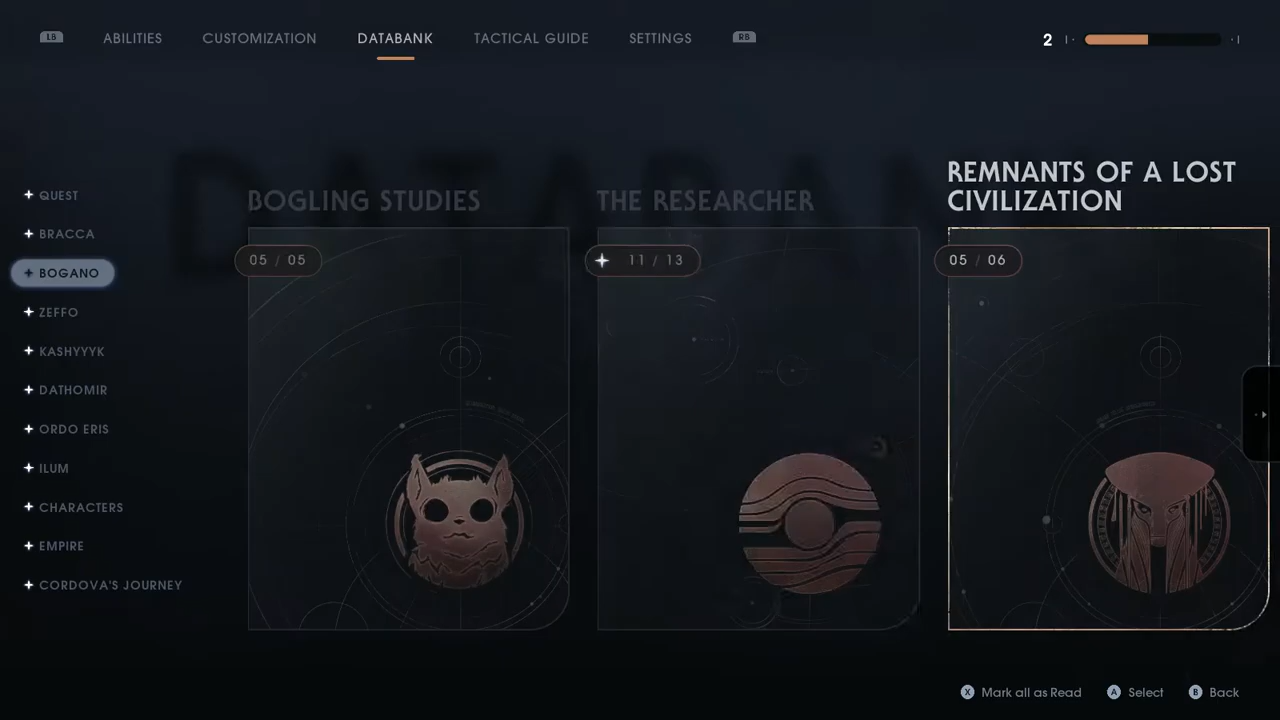 LB ABILITIES CUSTOMIZATION DATABANK TACTICAL GUIDE SETTINGS RB 2
DATABAN
QUEST
BRACCA
BOGANO
ZEFFO
KASHYYYK
DATHOMIR
ORDO ERIS
ILUM
CHARACTERS
EMPIRE
CORDOVA'S JOURNEY
BOGLING STUDIES
05 / 05
THE RESEARCHER
11 / 13
REMNANTS OF A LOST
CIVILIZATION
05 / 06
X Mark all as Read A Select B Back